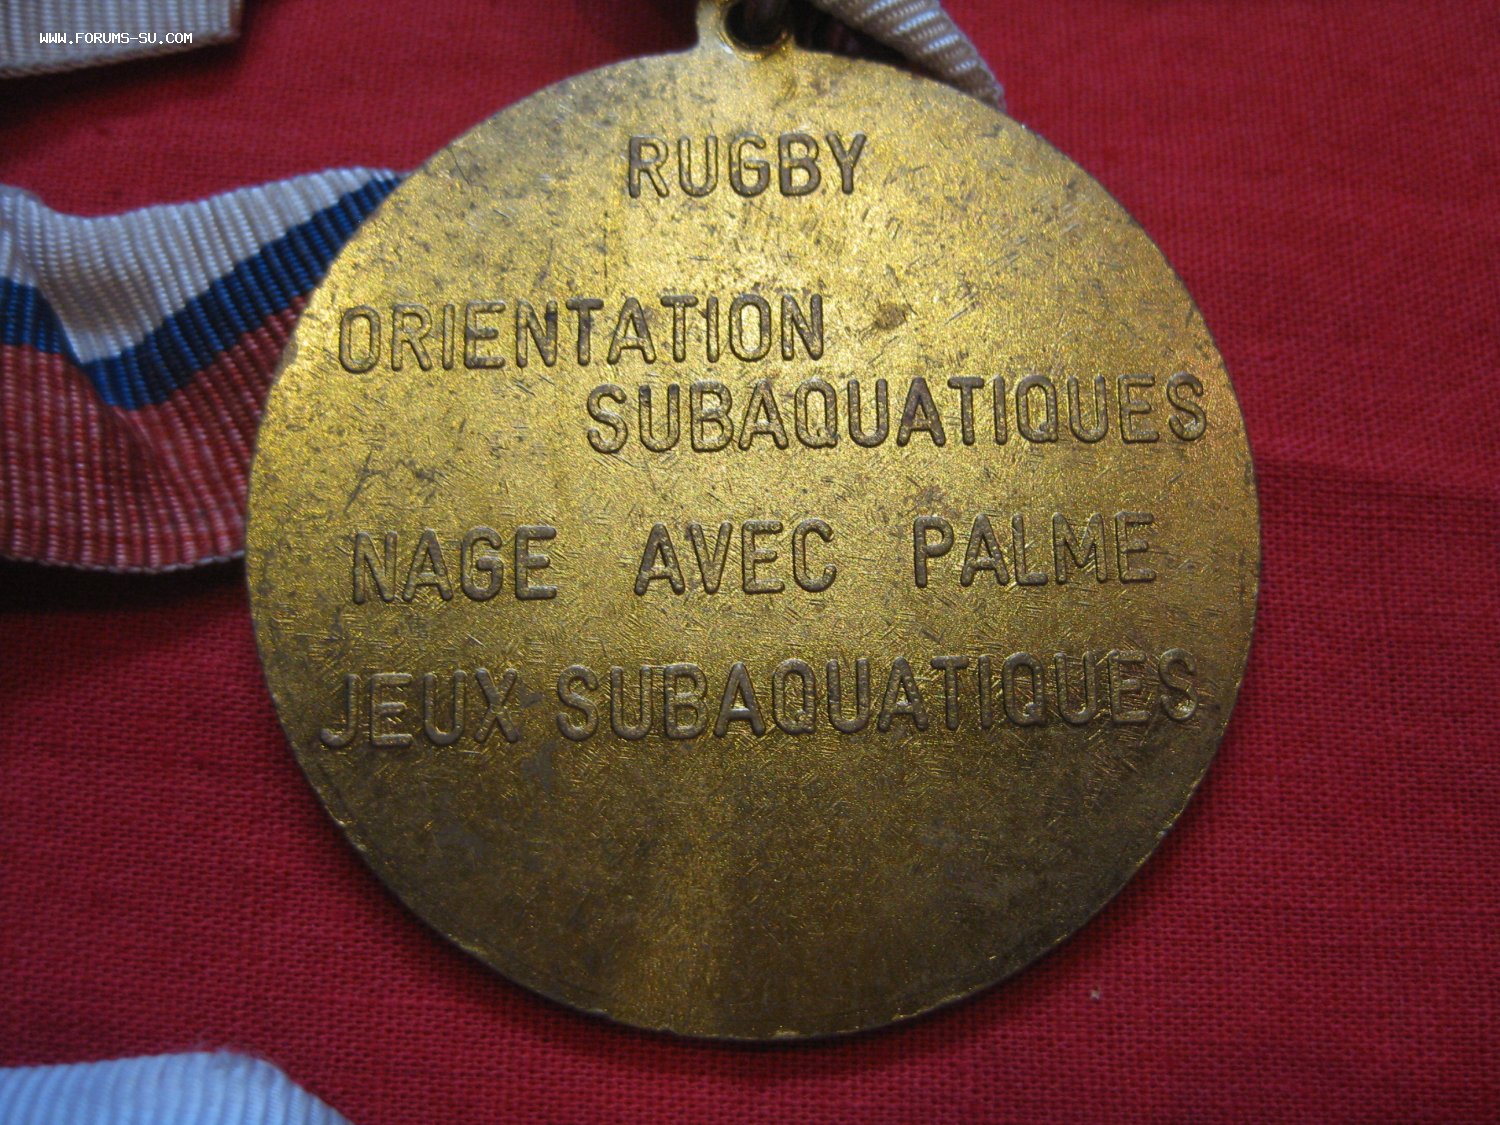 WWW.FORUMS-SU.COM
RUGBY
ORIENTATION
SUBAQUATIQUES
NAGE AVEC PALME
JEUX SUBAQUATIQUES